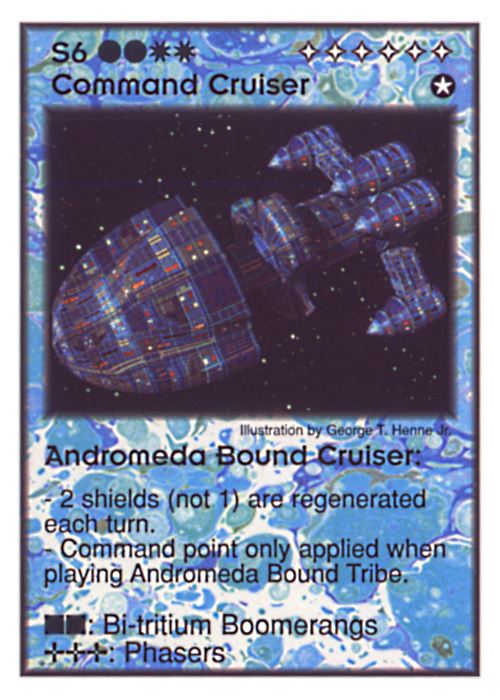 S6
Command Cruiser
Illustration by George T. Henne Jr.
Andromeda Bound Cruiser:
- 2 shields (not 1) are regenerated
each turn.
- Command point only applied when
playing Andromeda Bound Tribe.
: Bi-tritium Boomerangs
: Phasers